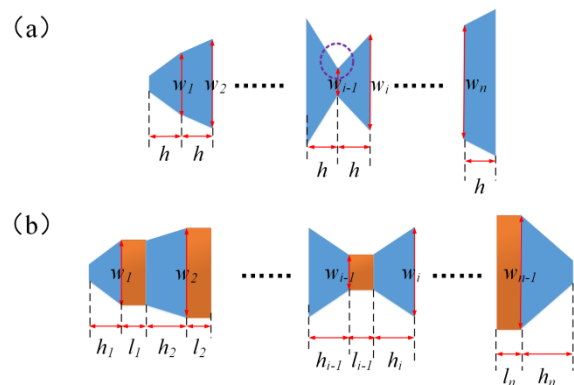 (a)
w1 w2 ...... wi-1 wi ...... wn
h h h h h
(b)
w1 w2 ...... wi-1 wi ...... wn-1
h1 l1 h2 l2 hi-1 li-1 hi ln hn